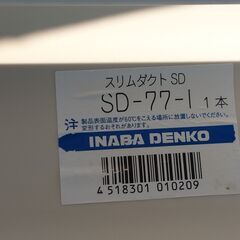 スリムダクト SD
SD-77-I 1本
注 製品表面温度が60℃をこえる場所に放置しないでください。
変形するおそれがあります。
INABA DENKO
4 518301 010209